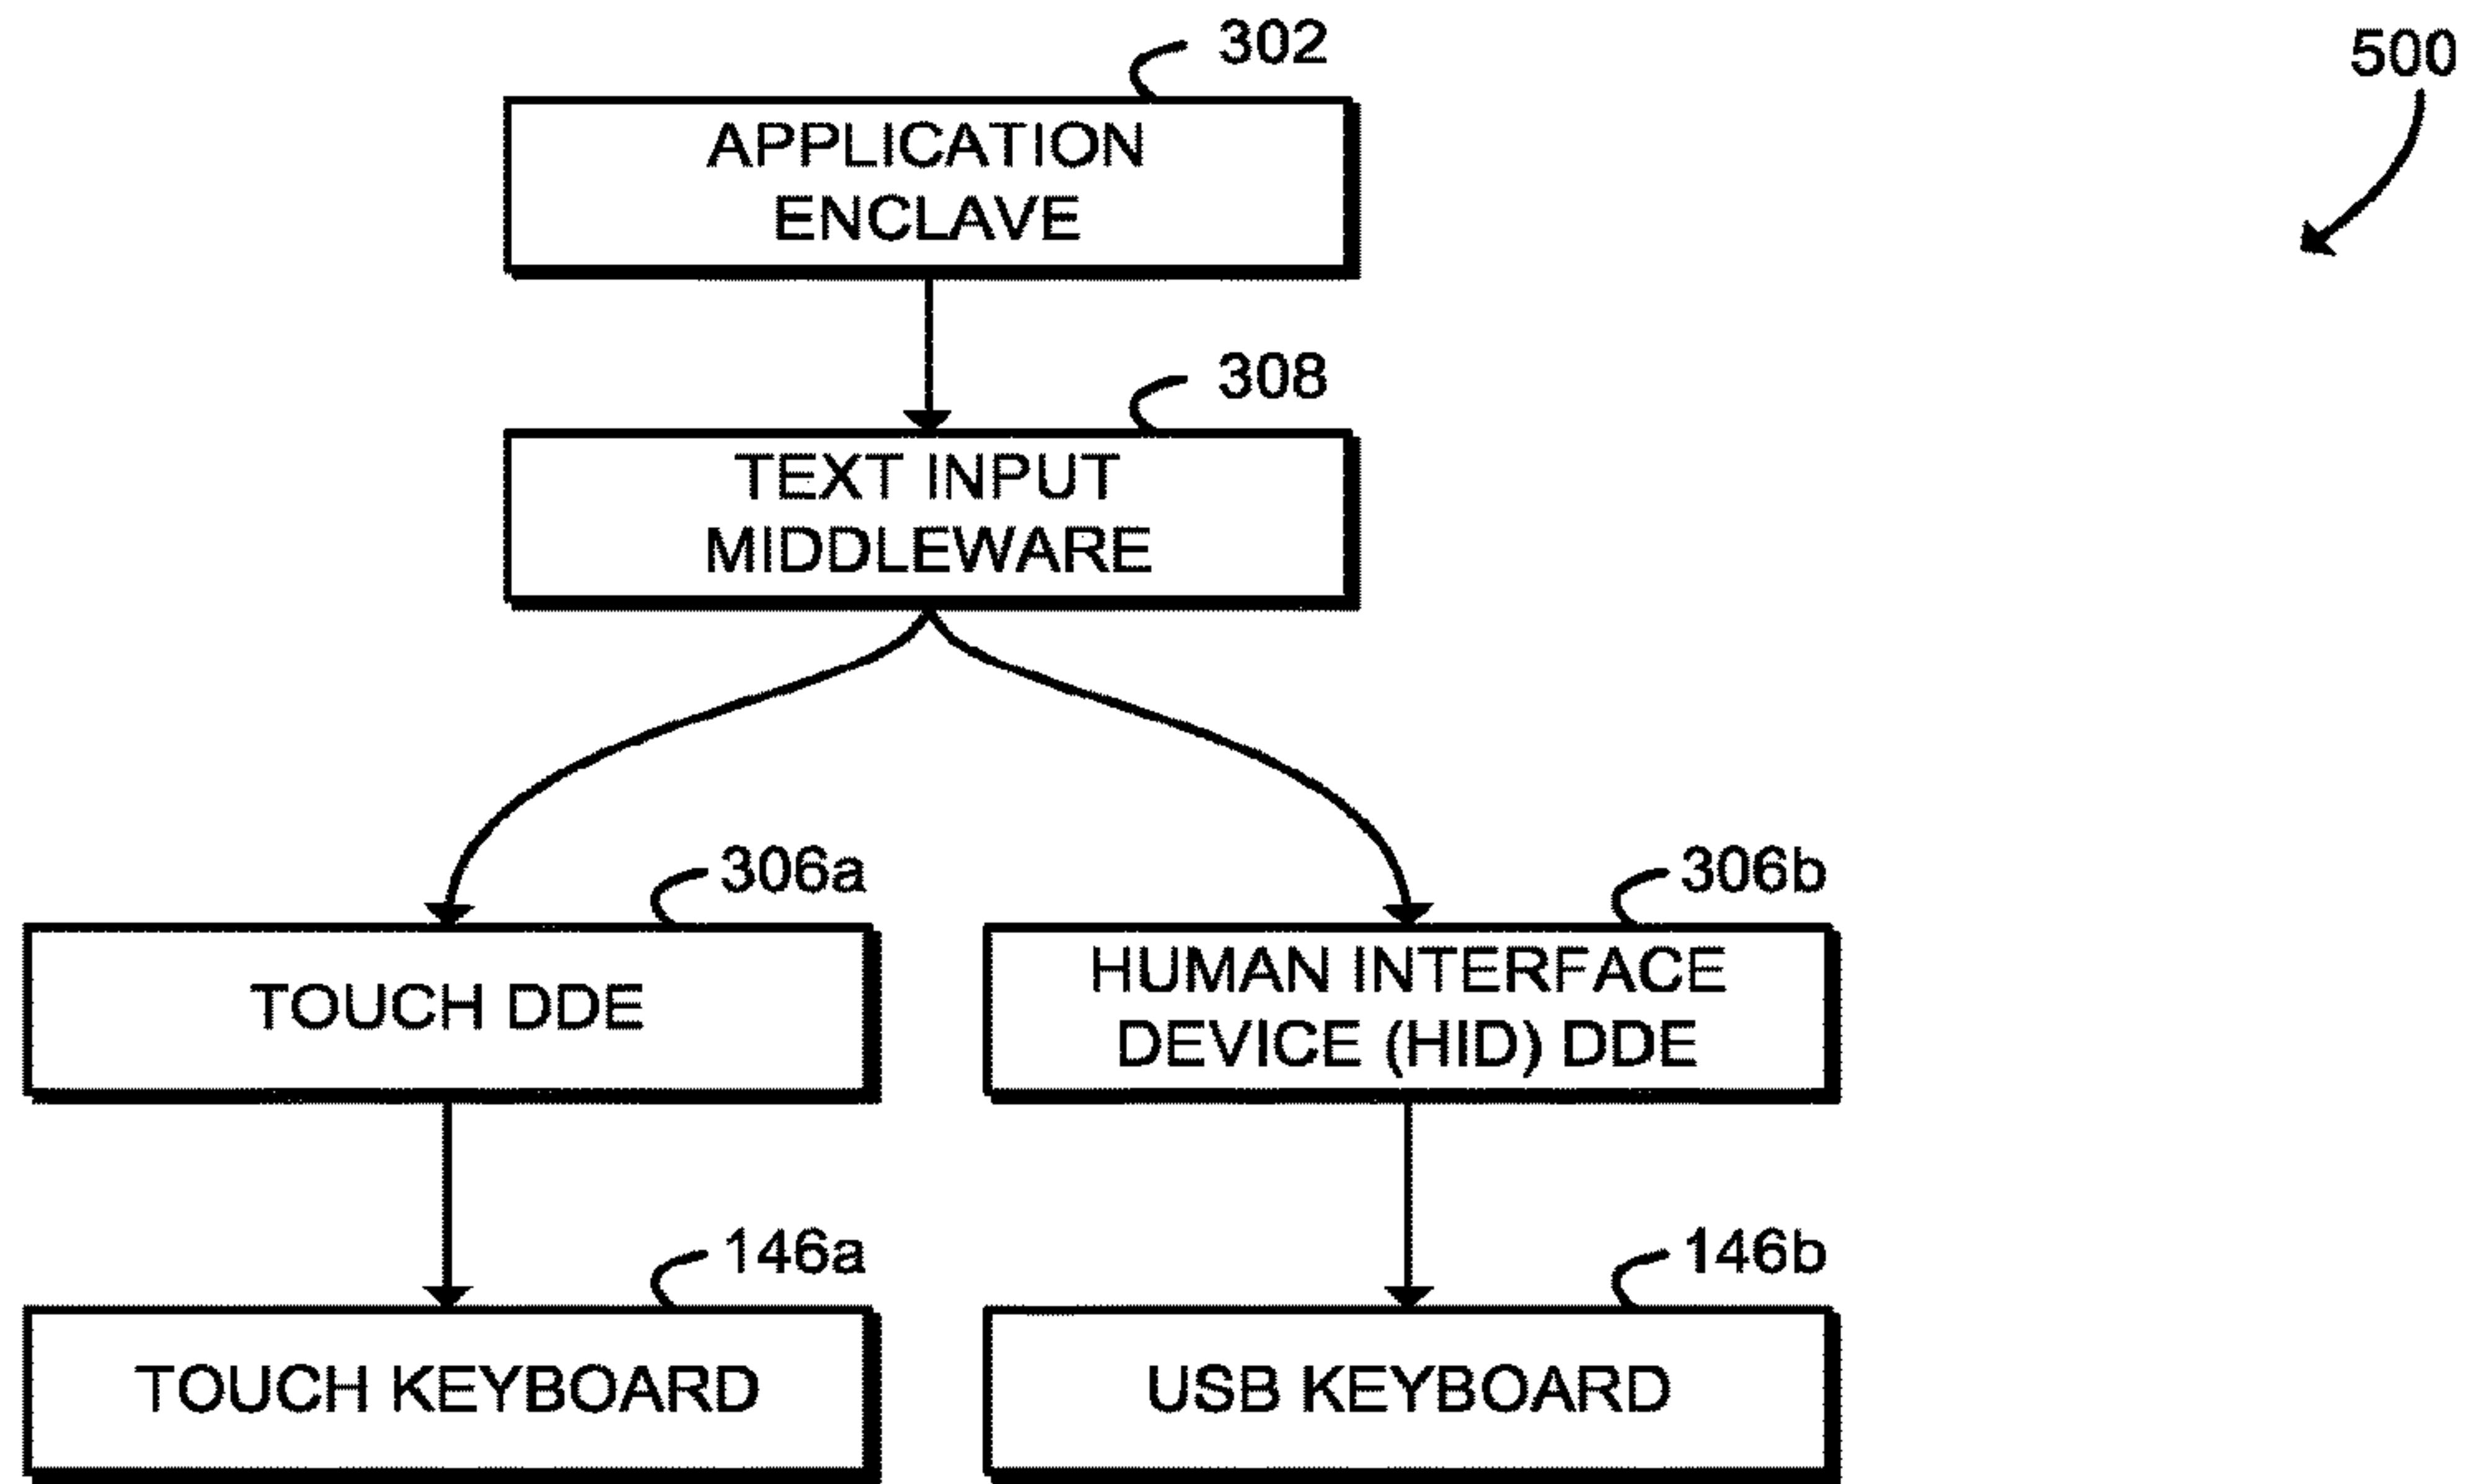 302
500
APPLICATION
ENCLAVE
308
TEXT INPUT
MIDDLEWARE
306a
306b
TOUCH DDE
HUMAN INTERFACE
DEVICE (HID) DDE
146a
146b
TOUCH KEYBOARD
USB KEYBOARD